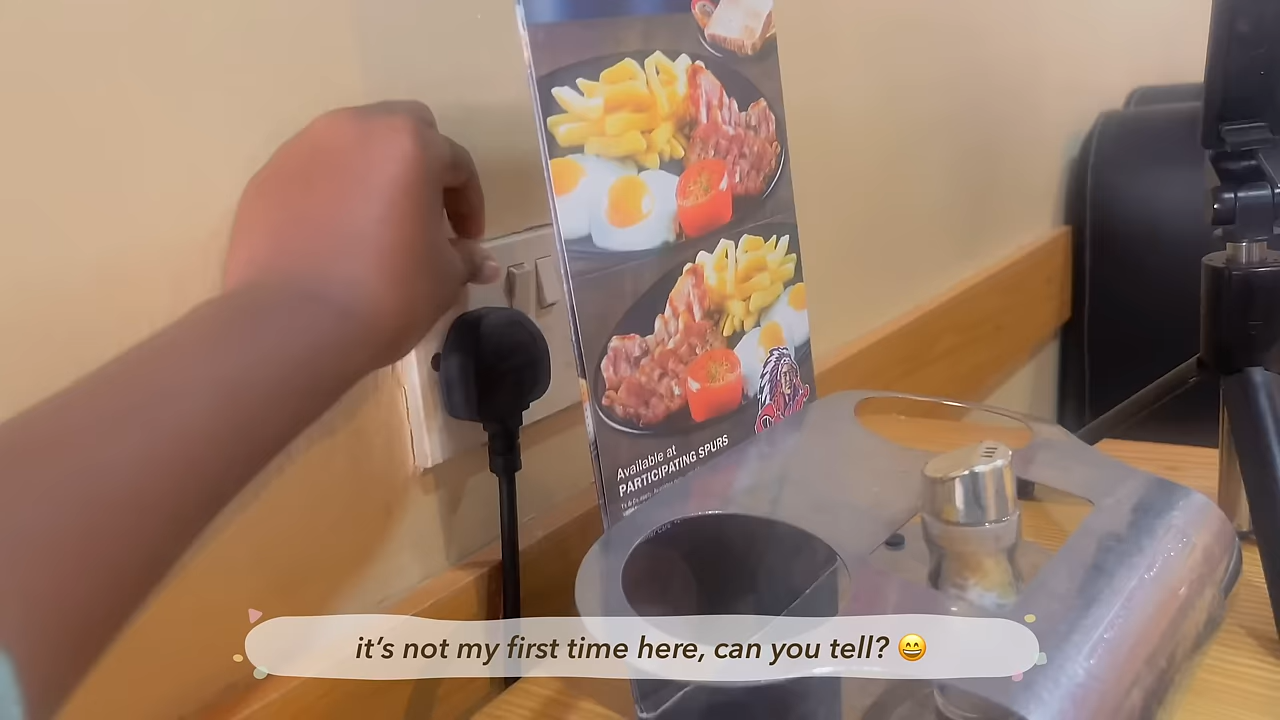 Available at
PARTICIPATING SPURS
it's not my first time here, can you tell? 😄